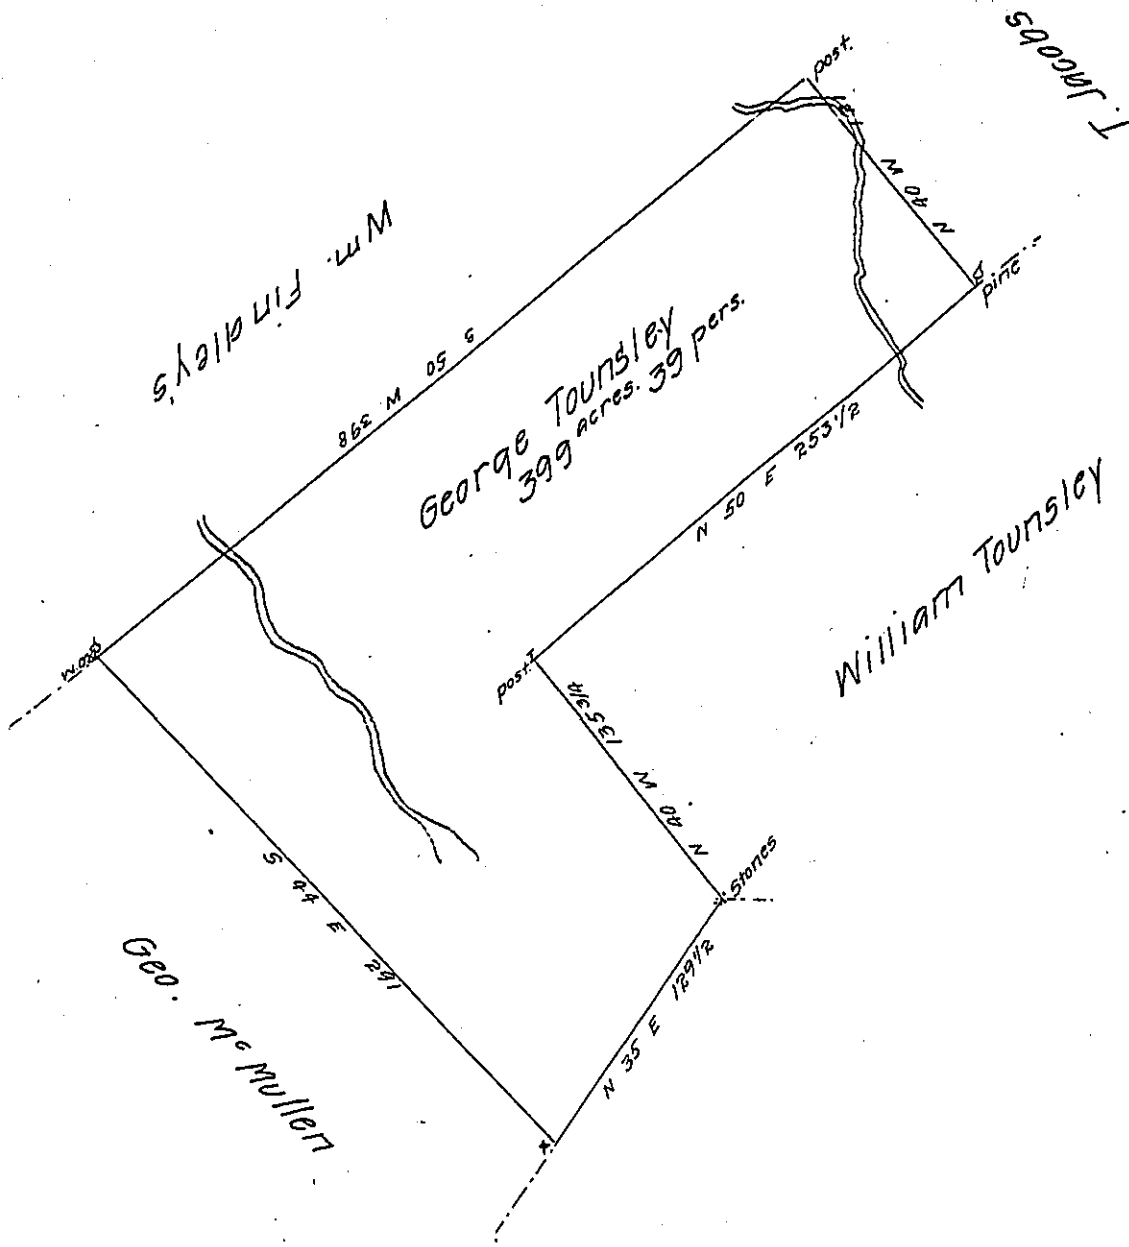 T. Jacobs
post.
N 40 W
pine
Wm. Findley's
S 50 W 398
George Tounsley
399 acres. 39 pers.
N 50 E 253 1/2
William Tounsley
post.
N 40 W 135 3/4
Stones
W.O.
S 44 E 291
N 35 E 129 1/2
Geo. McMullen